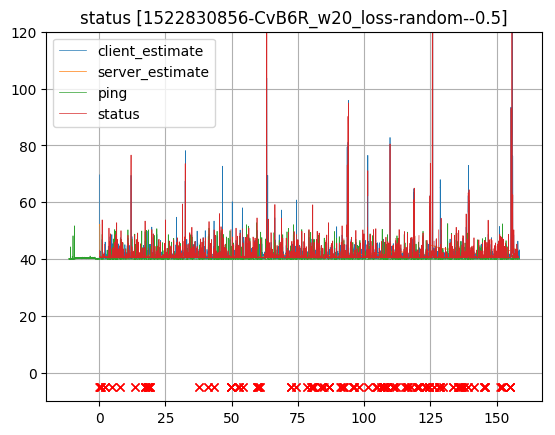 status [1522830856-CvB6R_w20_loss-random--0.5]
120
100
80
60
40
20
0
client_estimate
server_estimate
ping
status
0
25
50
75
100
125
150